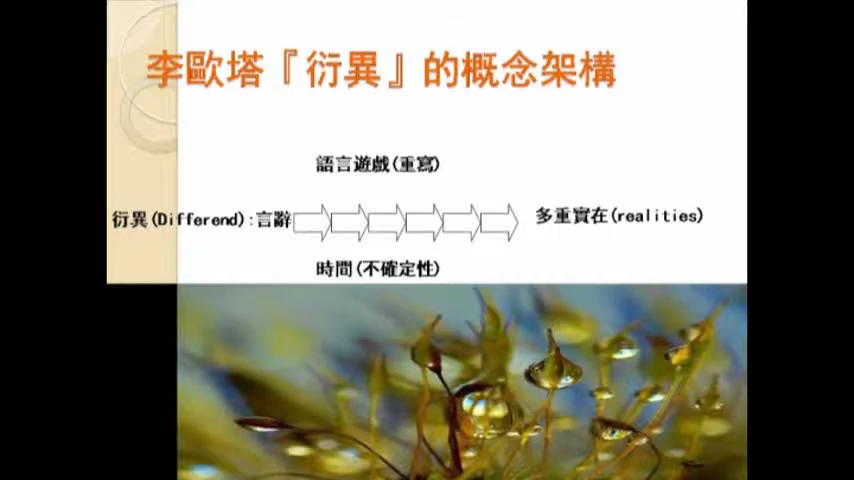 李歐塔『衍異』的概念架構
語言遊戲(重寫)
衍異(Differend):言辭
多重實在(realities)
時間(不確定性)